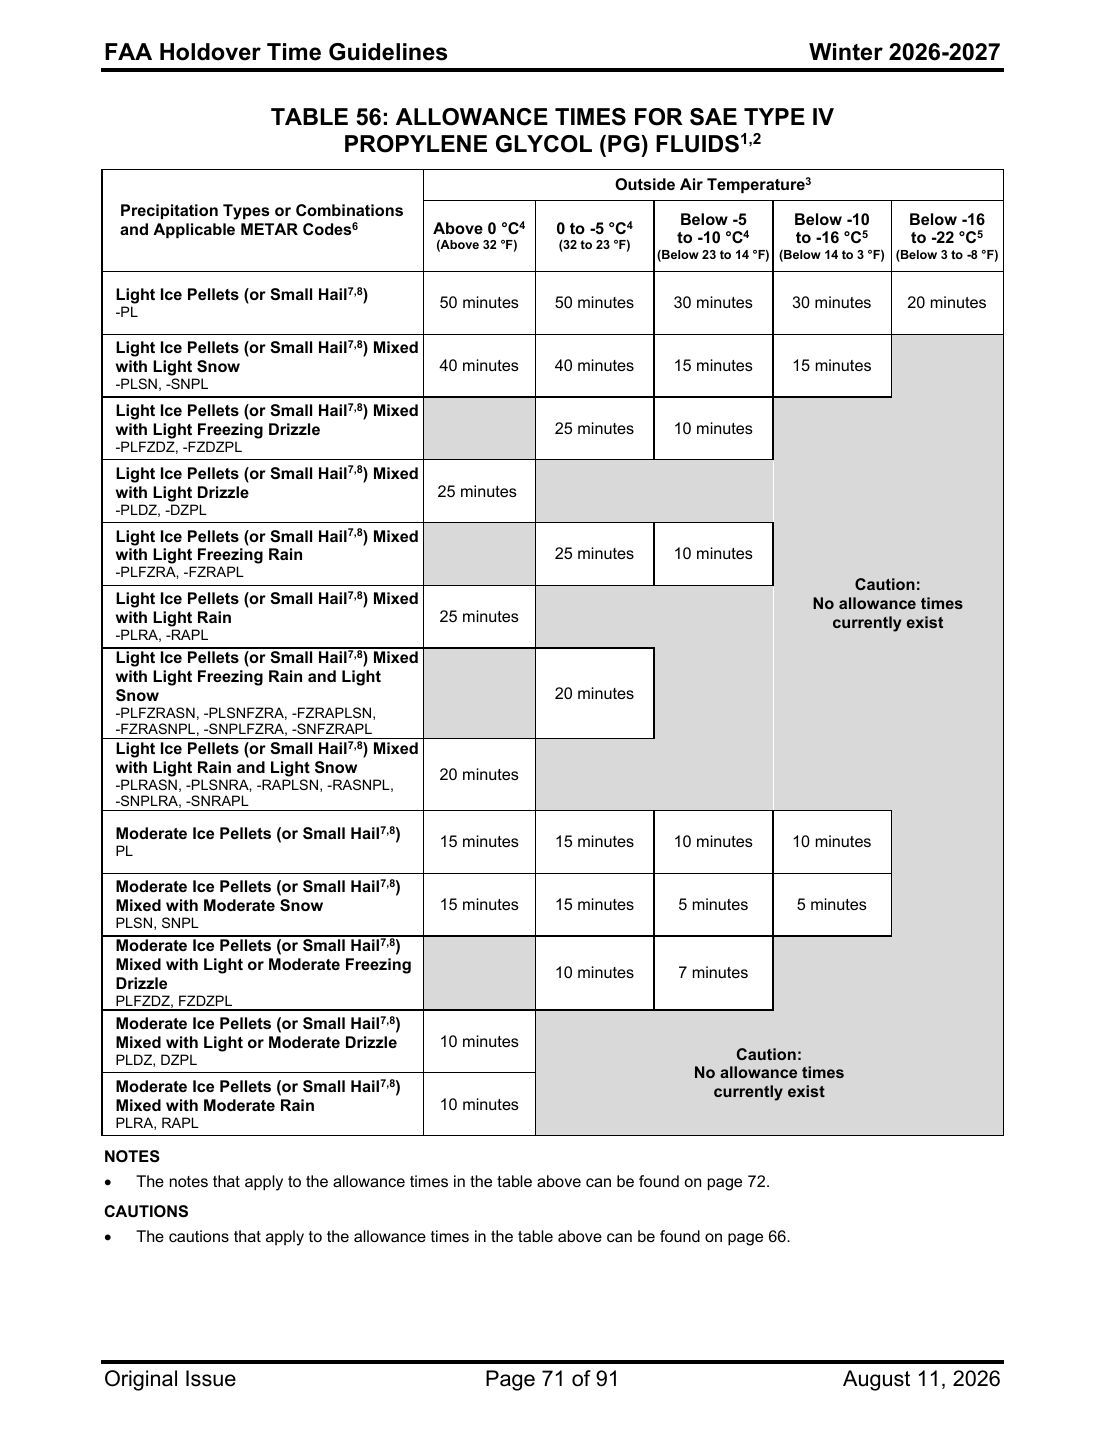 FAA Holdover Time Guidelines Winter 2026-2027
TABLE 56: ALLOWANCE TIMES FOR SAE TYPE IV
PROPYLENE GLYCOL (PG) FLUIDS1,2
Precipitation Types or Combinations
and Applicable METAR Codes6
Outside Air Temperature3
Above 0 °C4
(Above 32 °F)
0 to -5 °C4
(32 to 23 °F)
Below -5
to -10 °C4
(Below 23 to 14 °F)
Below -10
to -16 °C5
(Below 14 to 3 °F)
Below -16
to -22 °C5
(Below 3 to -8 °F)
Light Ice Pellets (or Small Hail7,8)
-PL
50 minutes
50 minutes
30 minutes
30 minutes
20 minutes
Light Ice Pellets (or Small Hail7,8) Mixed
with Light Snow
-PLSN, -SNPL
40 minutes
40 minutes
15 minutes
15 minutes
Light Ice Pellets (or Small Hail7,8) Mixed
with Light Freezing Drizzle
-PLFZDZ, -FZDZPL
25 minutes
10 minutes
Light Ice Pellets (or Small Hail7,8) Mixed
with Light Drizzle
-PLDZ, -DZPL
25 minutes
Light Ice Pellets (or Small Hail7,8) Mixed
with Light Freezing Rain
-PLFZRA, -FZRAPL
25 minutes
10 minutes
Caution:
No allowance times
currently exist
Light Ice Pellets (or Small Hail7,8) Mixed
with Light Rain
-PLRA, -RAPL
25 minutes
Light Ice Pellets (or Small Hail7,8) Mixed
with Light Freezing Rain and Light
Snow
-PLFZRASN, -PLSNFZRA, -FZRAPLSN,
-FZRASNPL, -SNPLFZRA, -SNFZRAPL
20 minutes
Light Ice Pellets (or Small Hail7,8) Mixed
with Light Rain and Light Snow
-PLRASN, -PLSNRA, -RAPLSN, -RASNPL,
-SNPLRA, -SNRAPL
20 minutes
Moderate Ice Pellets (or Small Hail7,8)
PL
15 minutes
15 minutes
10 minutes
10 minutes
Moderate Ice Pellets (or Small Hail7,8)
Mixed with Moderate Snow
PLSN, SNPL
15 minutes
15 minutes
5 minutes
5 minutes
Moderate Ice Pellets (or Small Hail7,8)
Mixed with Light or Moderate Freezing
Drizzle
PLFZDZ, FZDZPL
10 minutes
7 minutes
Moderate Ice Pellets (or Small Hail7,8)
Mixed with Light or Moderate Drizzle
PLDZ, DZPL
10 minutes
Caution:
No allowance times
currently exist
Moderate Ice Pellets (or Small Hail7,8)
Mixed with Moderate Rain
PLRA, RAPL
10 minutes
NOTES
• The notes that apply to the allowance times in the table above can be found on page 72.
CAUTIONS
• The cautions that apply to the allowance times in the table above can be found on page 66.
Original Issue Page 71 of 91 August 11, 2026